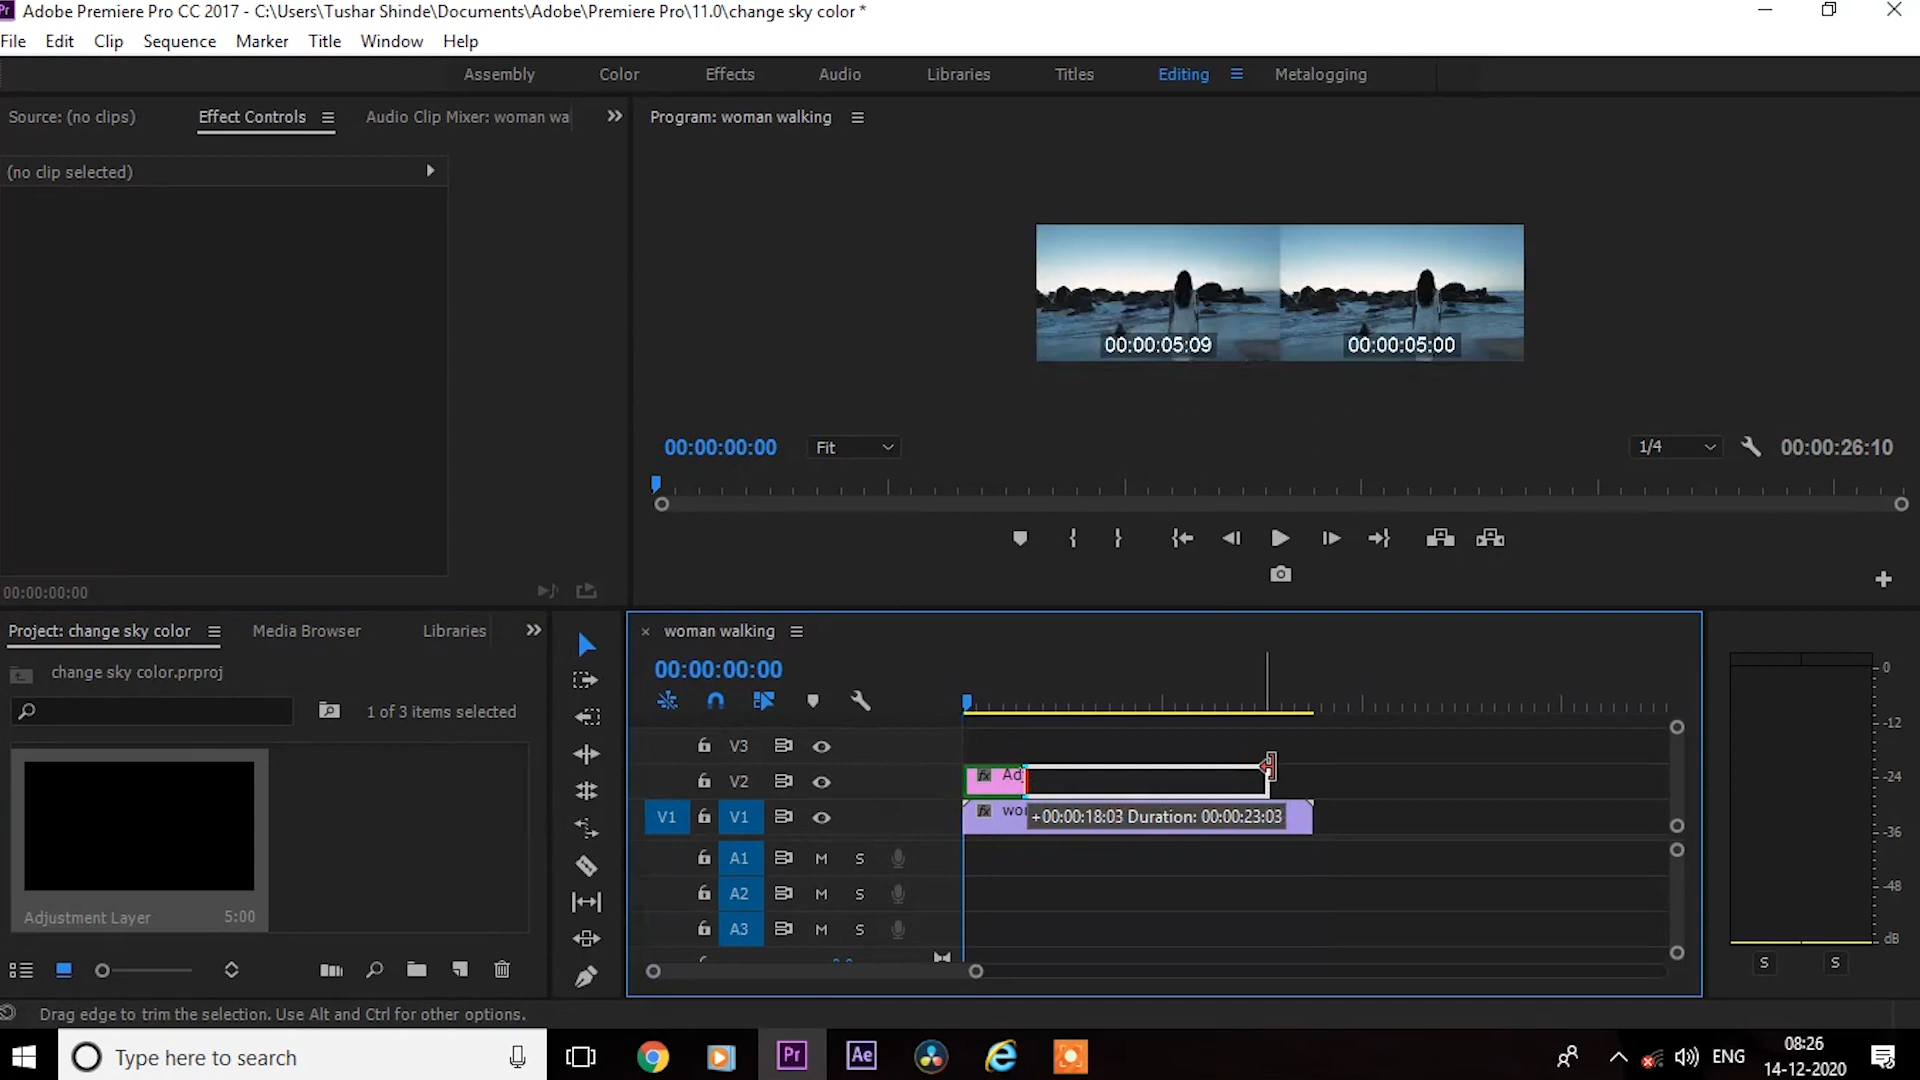 Pr Adobe Premiere Pro CC 2017 - C:\Users\Tushar Shinde\Documents\Adobe\Premiere Pro\11.0\change sky color *
File Edit Clip Sequence Marker Title Window Help
Assembly Color Effects Audio Libraries Titles Editing Metalogging
Source: (no clips) Effect Controls Audio Clip Mixer: woman wa
Program: woman walking
(no clip selected)
00:00:05:09 00:00:05:00
00:00:00:00 Fit 1/4 00:00:26:10
00:00:00:00
Project: change sky color Media Browser Libraries
change sky color.prproj
1 of 3 items selected
Adjustment Layer 5:00
woman walking
00:00:00:00
V3
V2 fx Ad
V1 V1 fx wo
+00:00:18:03 Duration: 00:00:23:03
A1 M S
A2 M S
A3 M S
0
-12
-24
-36
-48
dB
S S
Drag edge to trim the selection. Use Alt and Ctrl for other options.
Type here to search Pr Ae ENG 08:26
14-12-2020